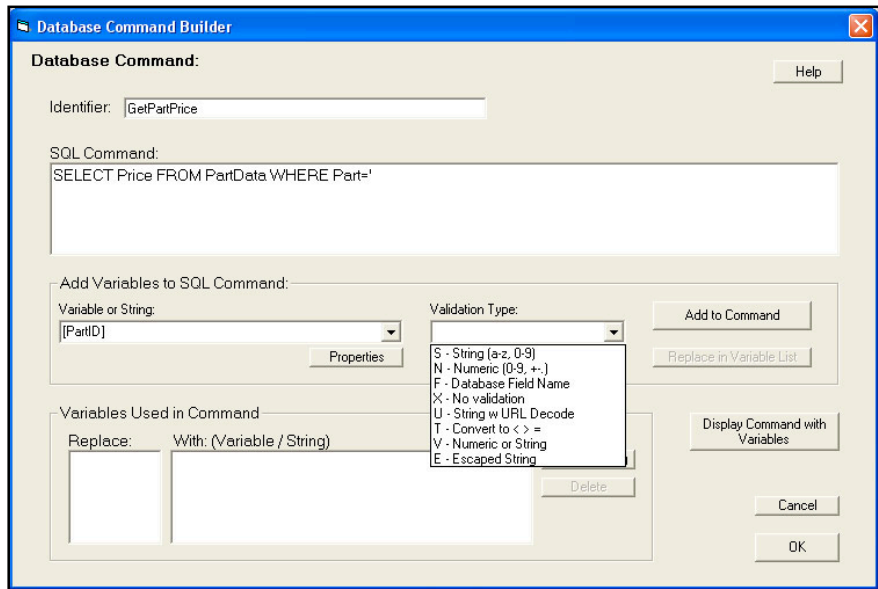 Database Command Builder
Database Command:
Help
Identifier: GetPartPrice
SQL Command:
SELECT Price FROM PartData WHERE Part='
Add Variables to SQL Command:
Variable or String:
[PartID]
Properties
Validation Type:
S - String (a-z, 0-9)
N - Numeric (0-9, +-.)
F - Database Field Name
X - No validation
U - String w URL Decode
T - Convert to < > =
V - Numeric or String
E - Escaped String
Add to Command
Replace in Variable List
Variables Used in Command
Replace: With: (Variable / String)
Delete
Display Command with
Variables
Cancel
OK